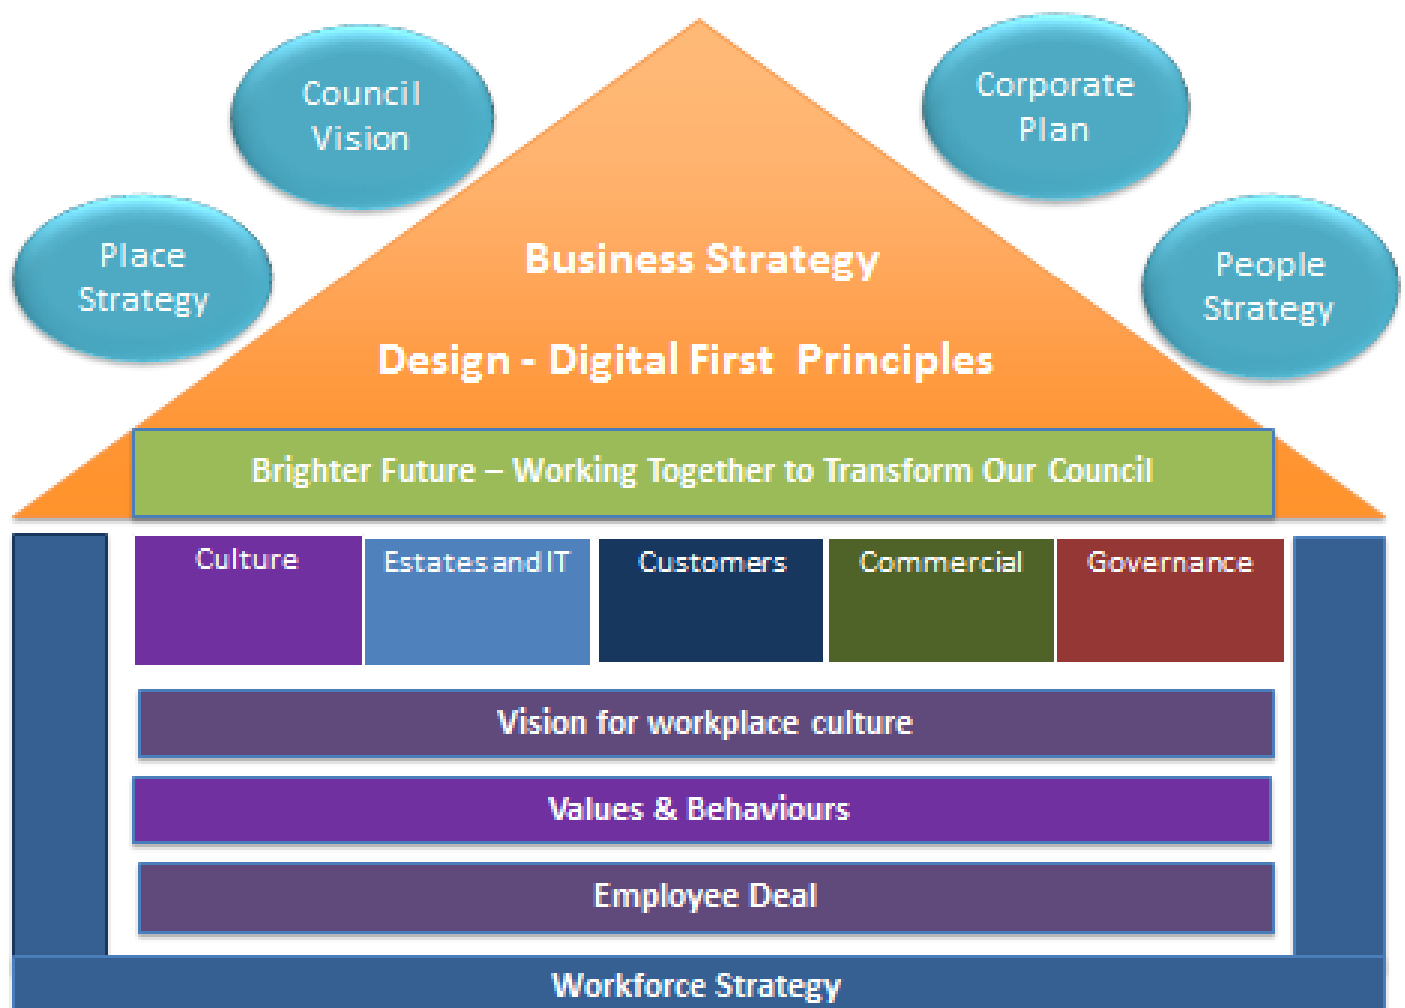 Council
Vision
Corporate
Plan
Place
Strategy
People
Strategy
Business Strategy
Design - Digital First Principles
Brighter Future – Working Together to Transform Our Council
Culture
Estates and IT
Customers
Commercial
Governance
Vision for workplace culture
Values & Behaviours
Employee Deal
Workforce Strategy